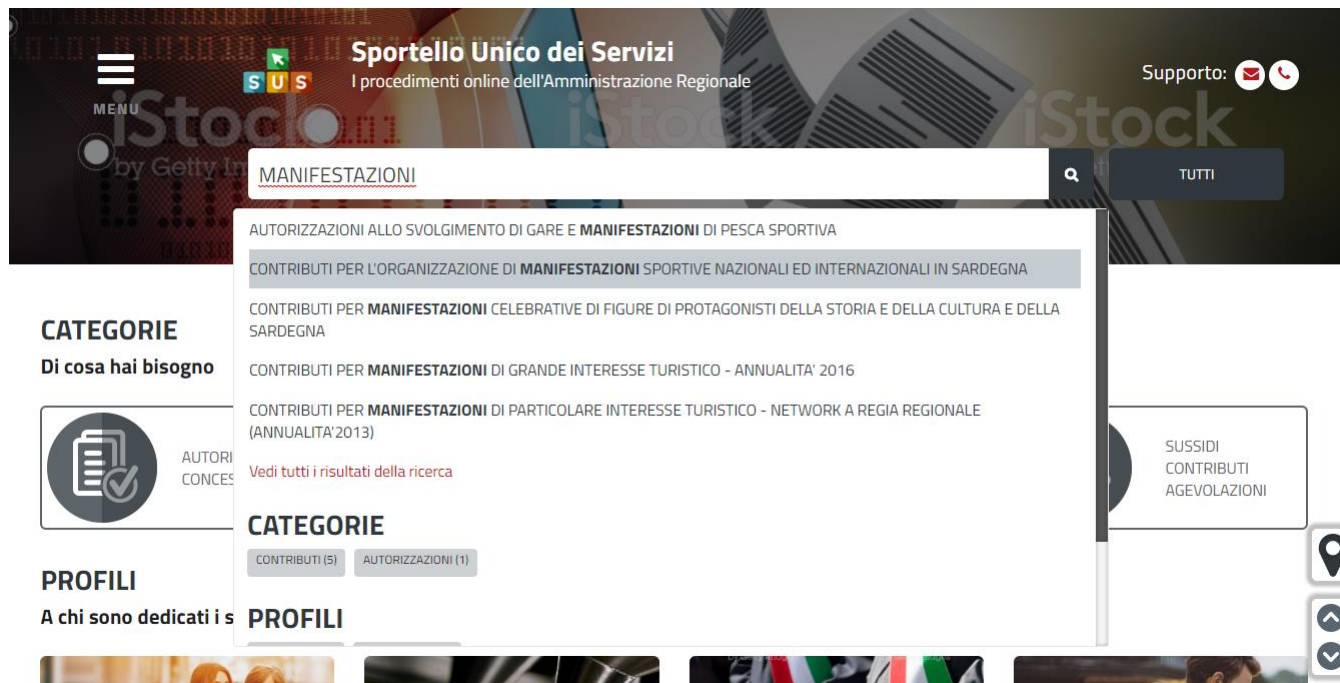 Sportello Unico dei Servizi
I procedimenti online dell'Amministrazione Regionale
MENU
SUS
Supporto:
iStock
iStock
iStock
by Getty Im
MANIFESTAZIONI
TUTTI
AUTORIZZAZIONI ALLO SVOLGIMENTO DI GARE E MANIFESTAZIONI DI PESCA SPORTIVA
CONTRIBUTI PER L'ORGANIZZAZIONE DI MANIFESTAZIONI SPORTIVE NAZIONALI ED INTERNAZIONALI IN SARDEGNA
CONTRIBUTI PER MANIFESTAZIONI CELEBRATIVE DI FIGURE DI PROTAGONISTI DELLA STORIA E DELLA CULTURA E DELLA
SARDEGNA
CONTRIBUTI PER MANIFESTAZIONI DI GRANDE INTERESSE TURISTICO - ANNUALITA' 2016
CONTRIBUTI PER MANIFESTAZIONI DI PARTICOLARE INTERESSE TURISTICO - NETWORK A REGIA REGIONALE
(ANNUALITA'2013)
Vedi tutti i risultati della ricerca
CATEGORIE
CONTRIBUTI (5) AUTORIZZAZIONI (1)
PROFILI
CATEGORIE
Di cosa hai bisogno
AUTORI
CONCES
SUSSIDI
CONTRIBUTI
AGEVOLAZIONI
PROFILI
A chi sono dedicati i s